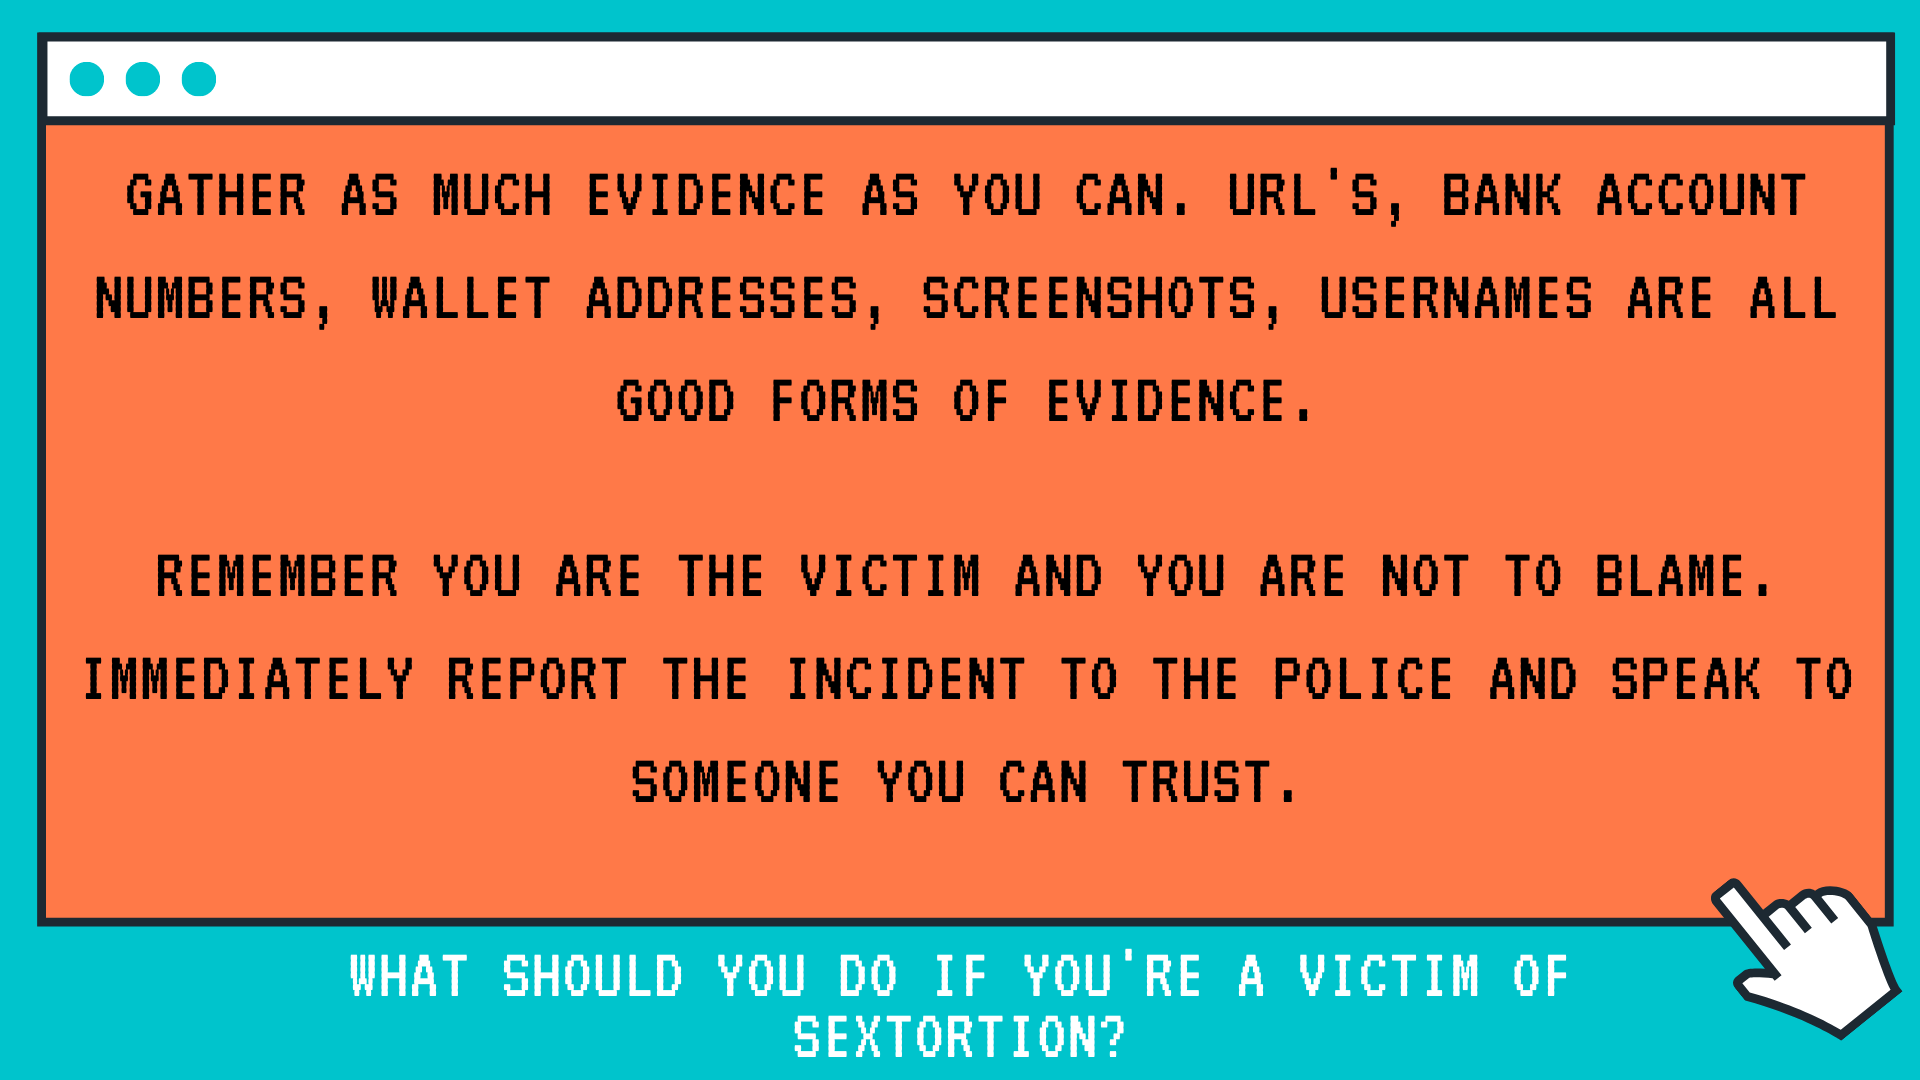 GATHER AS MUCH EVIDENCE AS YOU CAN. URL'S, BANK ACCOUNT
NUMBERS, WALLET ADDRESSES, SCREENSHOTS, USERNAMES ARE ALL
GOOD FORMS OF EVIDENCE.
REMEMBER YOU ARE THE VICTIM AND YOU ARE NOT TO BLAME.
IMMEDIATELY REPORT THE INCIDENT TO THE POLICE AND SPEAK TO
SOMEONE YOU CAN TRUST.
WHAT SHOULD YOU DO IF YOU'RE A VICTIM OF
SEXTORTION?